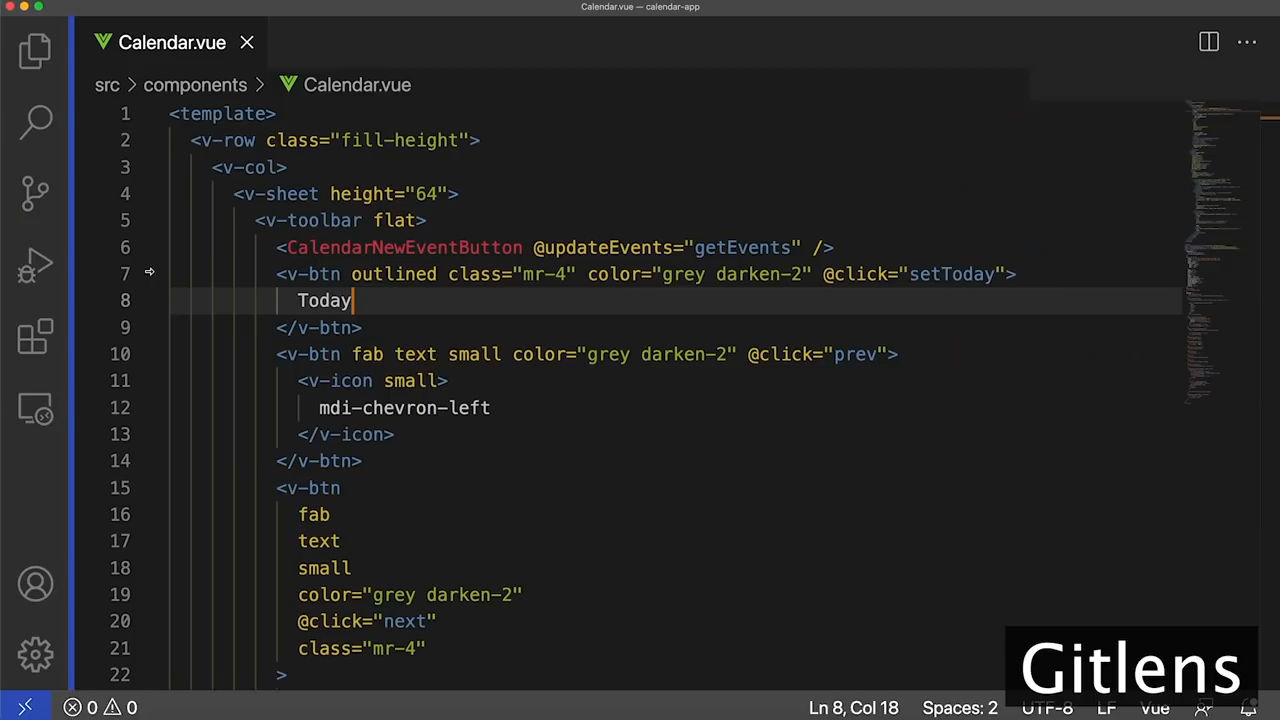 Calendar.vue — calendar-app
Calendar.vue
src > components > Calendar.vue
1 <template>
2 <v-row class="fill-height">
3 <v-col>
4 <v-sheet height="64">
5 <v-toolbar flat>
6 <CalendarNewEventButton @updateEvents="getEvents" />
7 <v-btn outlined class="mr-4" color="grey darken-2" @click="setToday">
8 Today
9 </v-btn>
10 <v-btn fab text small color="grey darken-2" @click="prev">
11 <v-icon small>
12 mdi-chevron-left
13 </v-icon>
14 </v-btn>
15 <v-btn
16 fab
17 text
18 small
19 color="grey darken-2"
20 @click="next"
21 class="mr-4"
22 >
Gitlens
0 0 Ln 8, Col 18 Spaces: 2 UTF-8 LF Vue